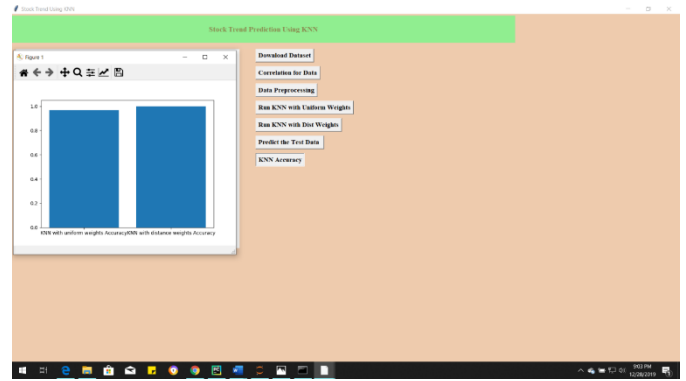 Stock Trend Using KNN
Stock Trend Prediction Using KNN
Figure 1
Download Dataset
Correlation for Data
Data Preprocessing
Run KNN with Uniform Weights
Run KNN with Dist Weights
Predict the Test Data
KNN Accuracy
1.0
0.8
0.6
0.4
0.2
0.0
KNN with uniform weights AccuracyKNN with distance weights Accuracy
9:03 PM
12/28/2019